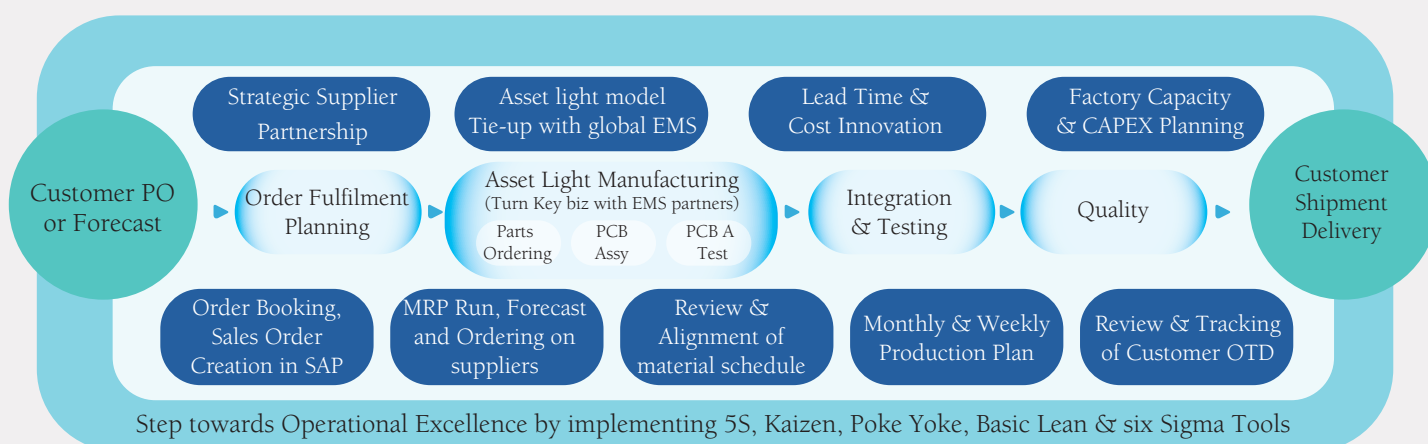 Strategic Supplier
Partnership
Asset light model
Tie-up with global EMS
Lead Time &
Cost Innovation
Factory Capacity
& CAPEX Planning
Customer PO
or Forecast
Order Fulfilment
Planning
Asset Light Manufacturing
(Turn Key biz with EMS partners)
Parts
Ordering
PCB
Assy
PCB A
Test
Integration
& Testing
Quality
Customer
Shipment
Delivery
Order Booking,
Sales Order
Creation in SAP
MRP Run, Forecast
and Ordering on
suppliers
Review &
Alignment of
material schedule
Monthly & Weekly
Production Plan
Review & Tracking
of Customer OTD
Step towards Operational Excellence by implementing 5S, Kaizen, Poke Yoke, Basic Lean & six Sigma Tools